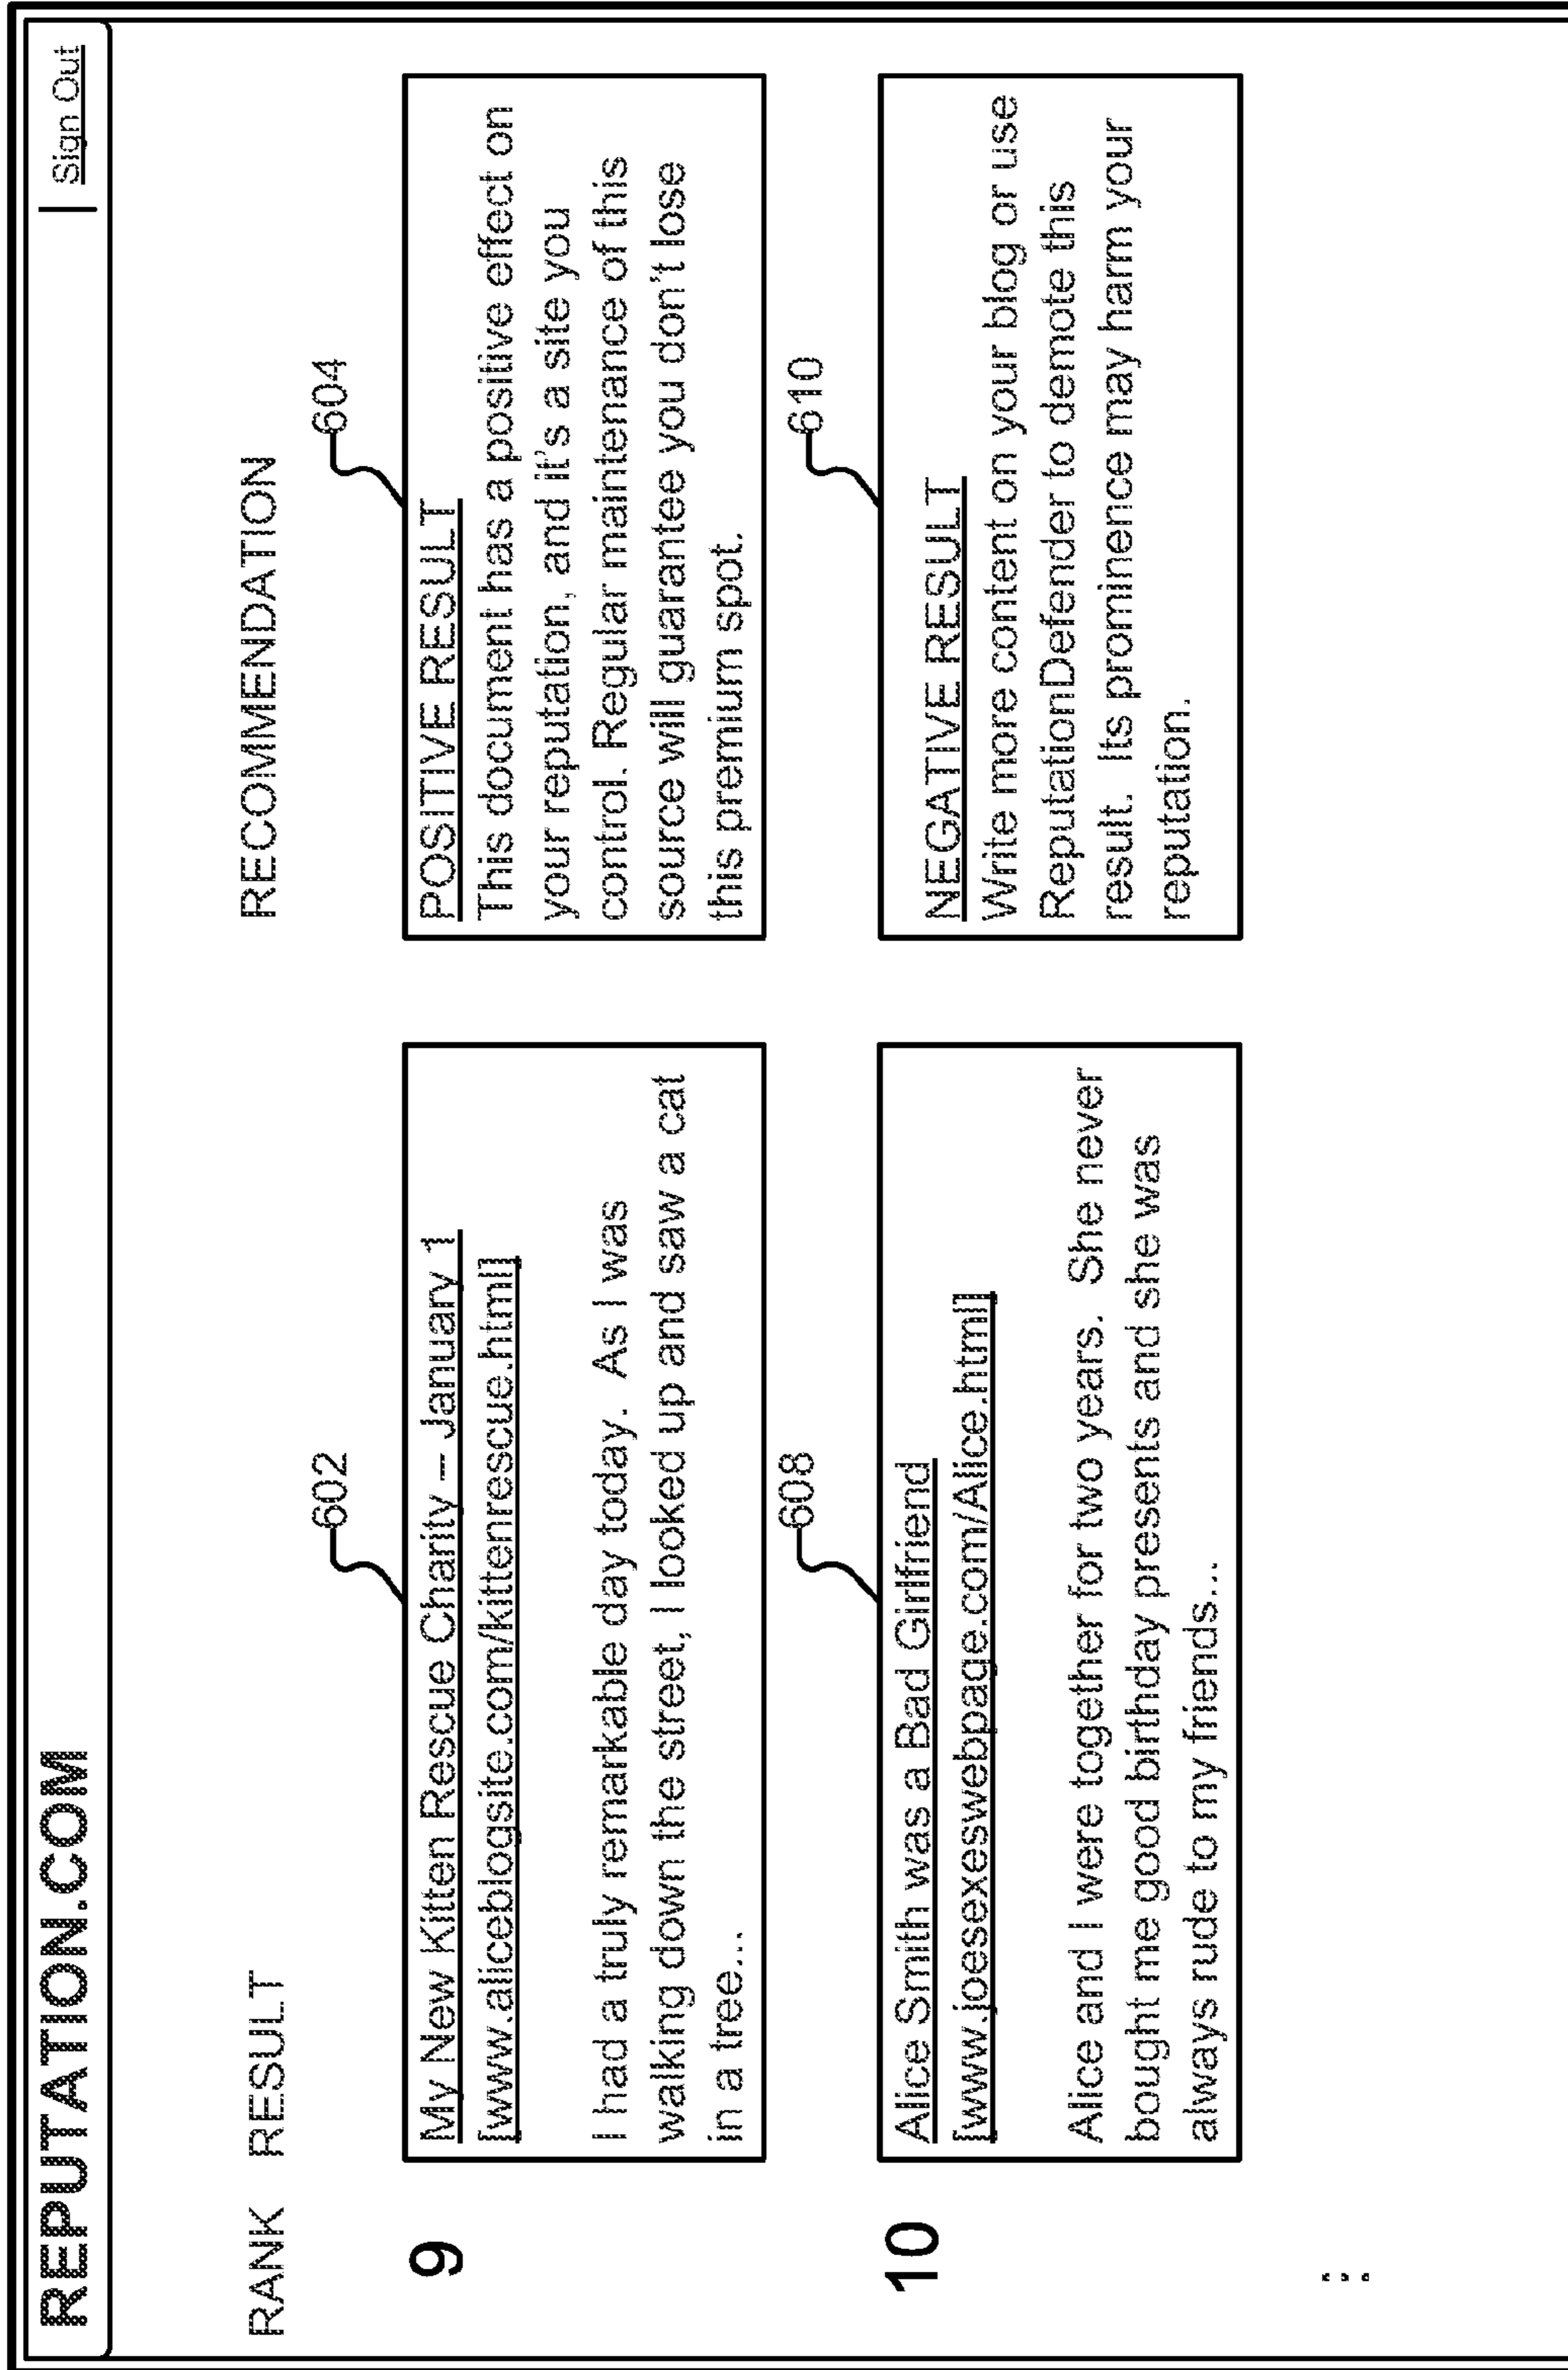 REPUTATION.COM
Sign Out
RANK RESULT
RECOMMENDATION
602
604
9
My New Kitten Rescue Charity – January 1
[www.aliceblogsite.com/kittenrescue.html]
I had a truly remarkable day today. As I was
walking down the street, I looked up and saw a cat
in a tree...
POSITIVE RESULT
This document has a positive effect on
your reputation, and it's a site you
control. Regular maintenance of this
source will guarantee you don't lose
this premium spot.
608
610
10
Alice Smith was a Bad Girlfriend
[www.joesexeswebpage.com/Alice.html]
Alice and I were together for two years. She never
bought me good birthday presents and she was
always rude to my friends...
NEGATIVE RESULT
Write more content on your blog or use
ReputationDefender to demote this
result. Its prominence may harm your
reputation.
...